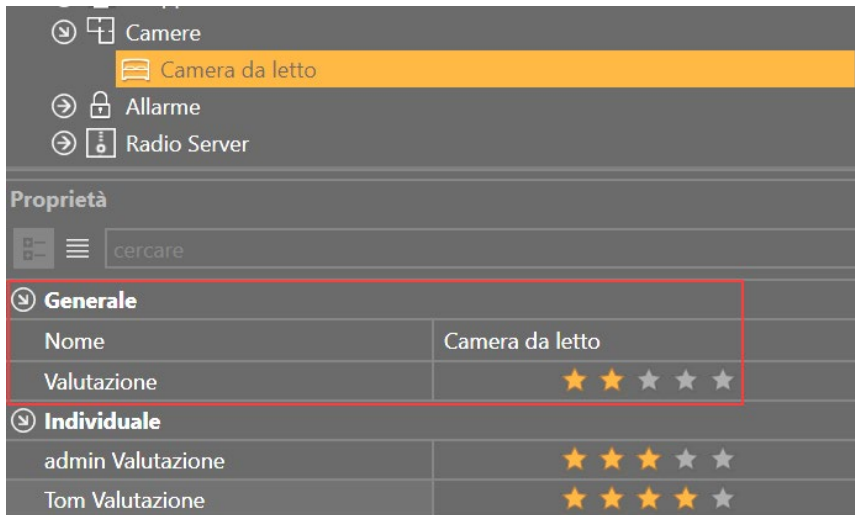 Camere
Camera da letto
Allarme
Radio Server
Proprietà
cercare
Generale
Nome Camera da letto
Valutazione
Individuale
admin Valutazione
Tom Valutazione